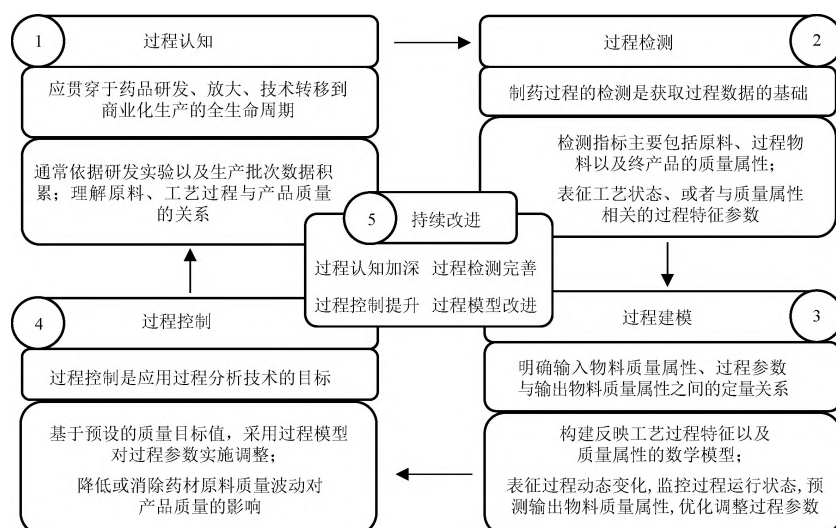 1
过程认知
应贯穿于药品研发、放大、技术转移到
商业化生产的全生命周期
通常依据研发实验以及生产批次数据积
累；理解原料、工艺过程与产品质量
的关系
2
过程检测
制药过程的检测是获取过程数据的基础
检测指标主要包括原料、过程物
料以及终产品的质量属性；
表征工艺状态、或者与质量属性
相关的过程特征参数
5
持续改进
过程认知加深 过程检测完善
过程控制提升 过程模型改进
3
过程建模
明确输入物料质量属性、过程参数
与输出物料质量属性之间的定量关系
构建反映工艺过程特征以及
质量属性的数学模型；
表征过程动态变化,监控过程运行状态,预
测输出物料质量属性,优化调整过程参数
4
过程控制
过程控制是应用过程分析技术的目标
基于预设的质量目标值，采用过程模型
对过程参数实施调整；
降低或消除药材原料质量波动对
产品质量的影响